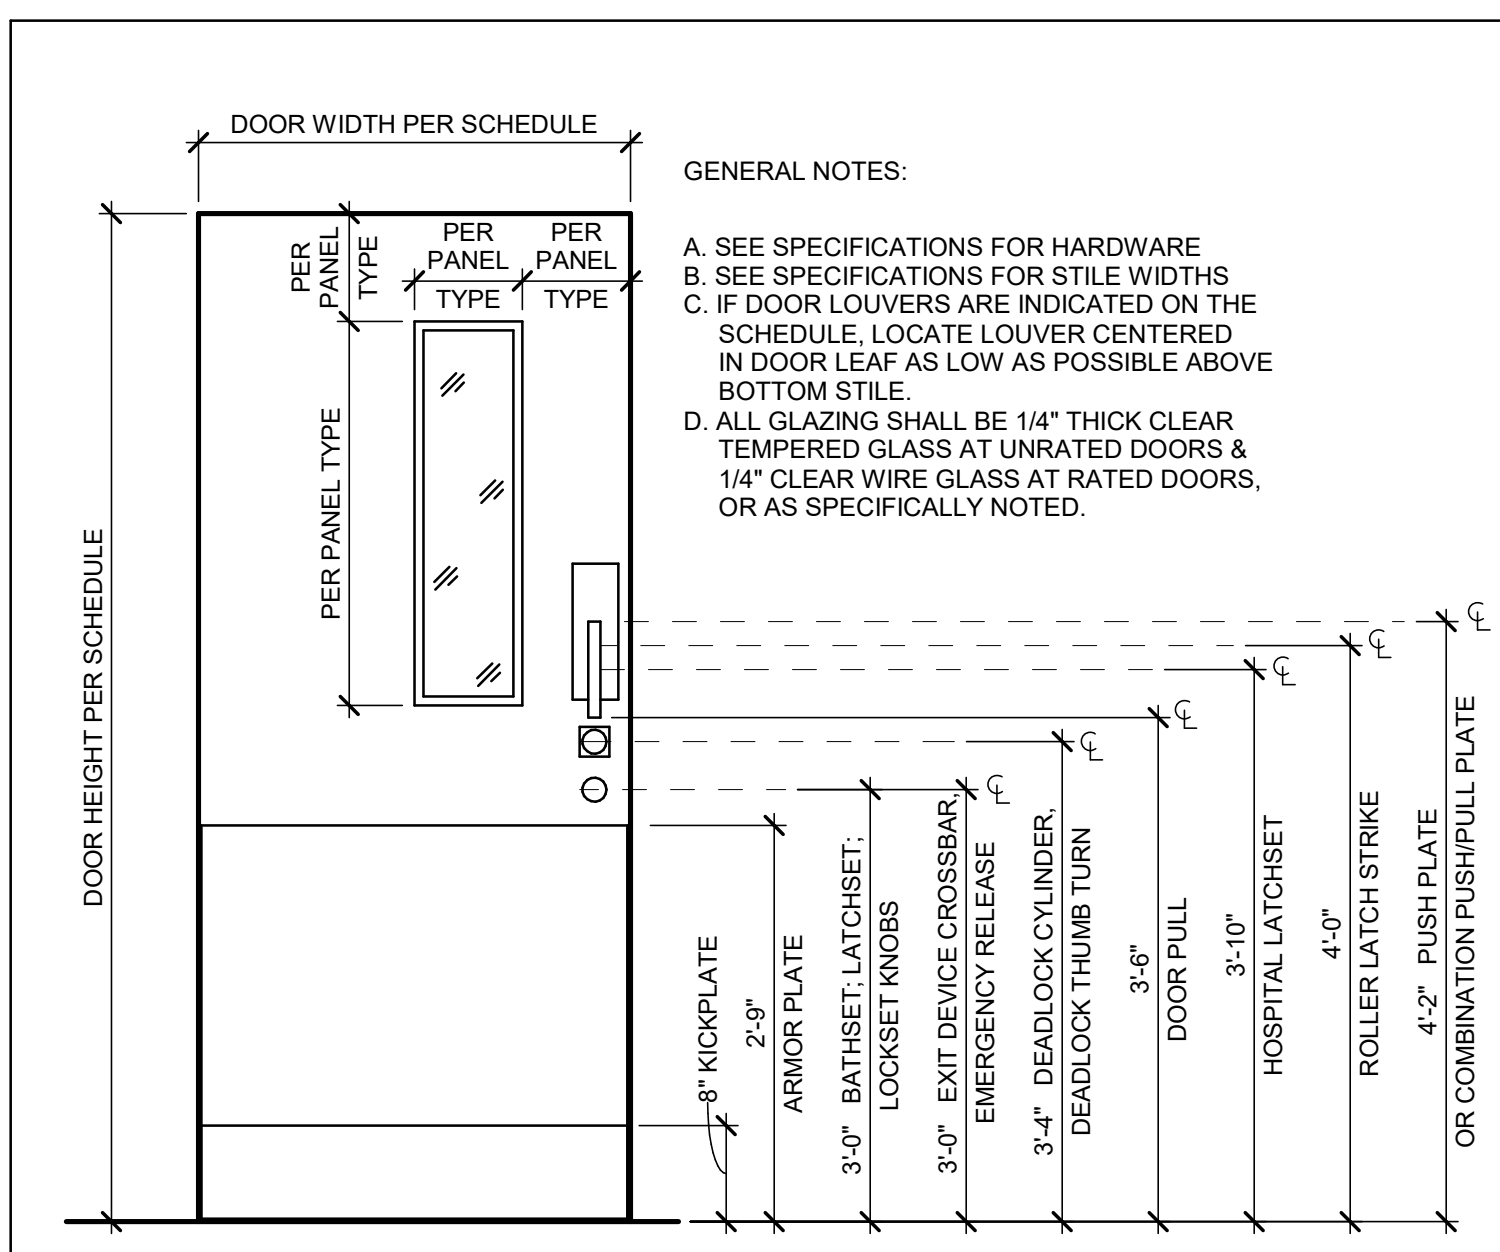 DOOR WIDTH PER SCHEDULE
GENERAL NOTES:
A. SEE SPECIFICATIONS FOR HARDWARE
B. SEE SPECIFICATIONS FOR STILE WIDTHS
C. IF DOOR LOUVERS ARE INDICATED ON THE
SCHEDULE, LOCATE LOUVER CENTERED
IN DOOR LEAF AS LOW AS POSSIBLE ABOVE
BOTTOM STILE.
D. ALL GLAZING SHALL BE 1/4" THICK CLEAR
TEMPERED GLASS AT UNRATED DOORS &
1/4" CLEAR WIRE GLASS AT RATED DOORS,
OR AS SPECIFICALLY NOTED.
PER
PANEL
TYPE
PER
PANEL
TYPE
PER
PANEL
TYPE
PER PANEL TYPE
DOOR HEIGHT PER SCHEDULE
8" KICKPLATE
2'-9"
ARMOR PLATE
3'-0" BATHSET; LATCHSET;
LOCKSET KNOBS
3'-0" EXIT DEVICE CROSSBAR,
EMERGENCY RELEASE
3'-4" DEADLOCK CYLINDER,
DEADLOCK THUMB TURN
3'-6"
DOOR PULL
3'-10"
HOSPITAL LATCHSET
4'-0"
ROLLER LATCH STRIKE
4'-2" PUSH PLATE
OR COMBINATION PUSH/PULL PLATE
℄
℄
℄
℄
℄
℄